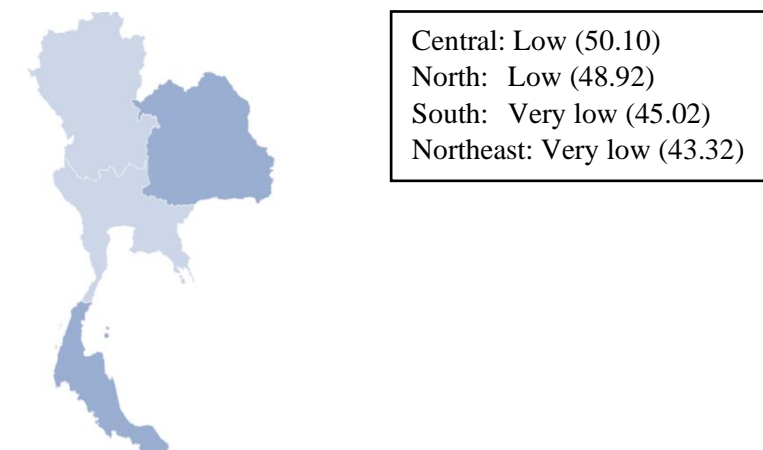 Central: Low (50.10)
North: Low (48.92)
South: Very low (45.02)
Northeast: Very low (43.32)